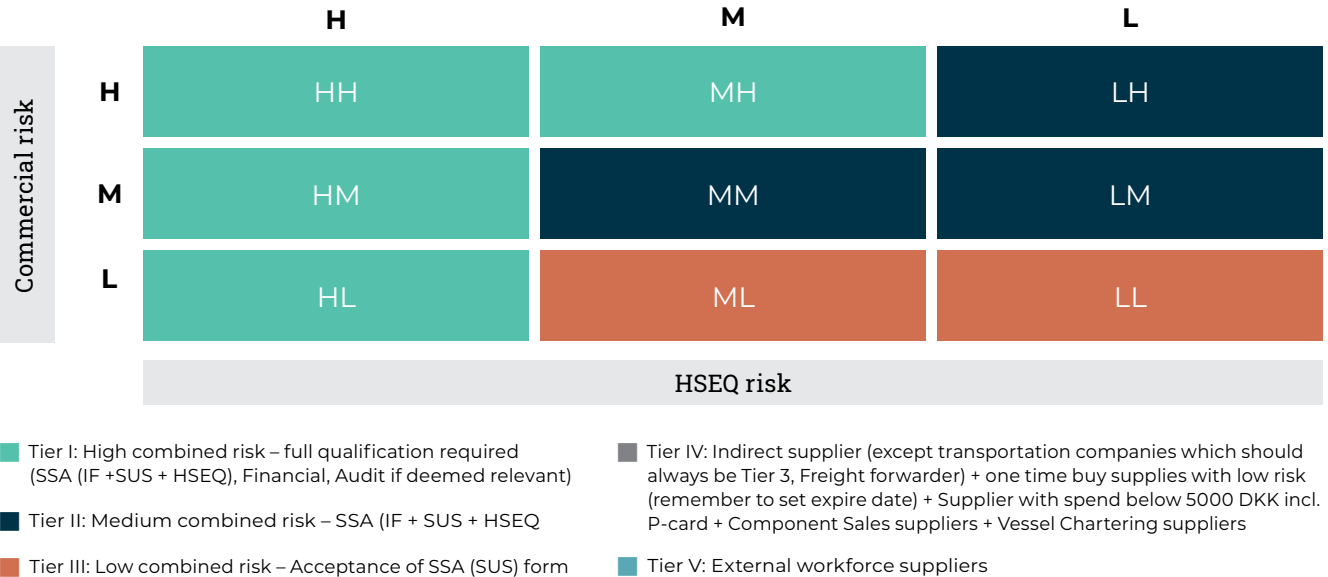 H M L
Commercial risk
H HH MH LH
M HM MM LM
L HL ML LL
HSEQ risk
Tier I: High combined risk – full qualification required
(SSA (IF +SUS + HSEQ), Financial, Audit if deemed relevant)
Tier II: Medium combined risk – SSA (IF + SUS + HSEQ
Tier III: Low combined risk – Acceptance of SSA (SUS) form
Tier IV: Indirect supplier (except transportation companies which should
always be Tier 3, Freight forwarder) + one time buy supplies with low risk
(remember to set expire date) + Supplier with spend below 5000 DKK incl.
P-card + Component Sales suppliers + Vessel Chartering suppliers
Tier V: External workforce suppliers